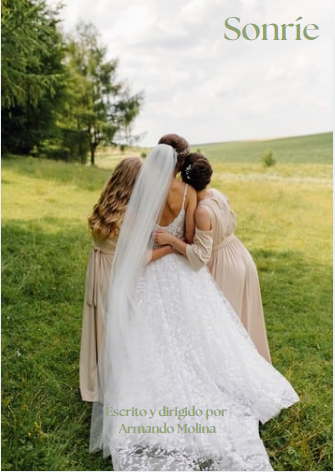 Sonríe
Escrito y dirigido por
Armando Molina